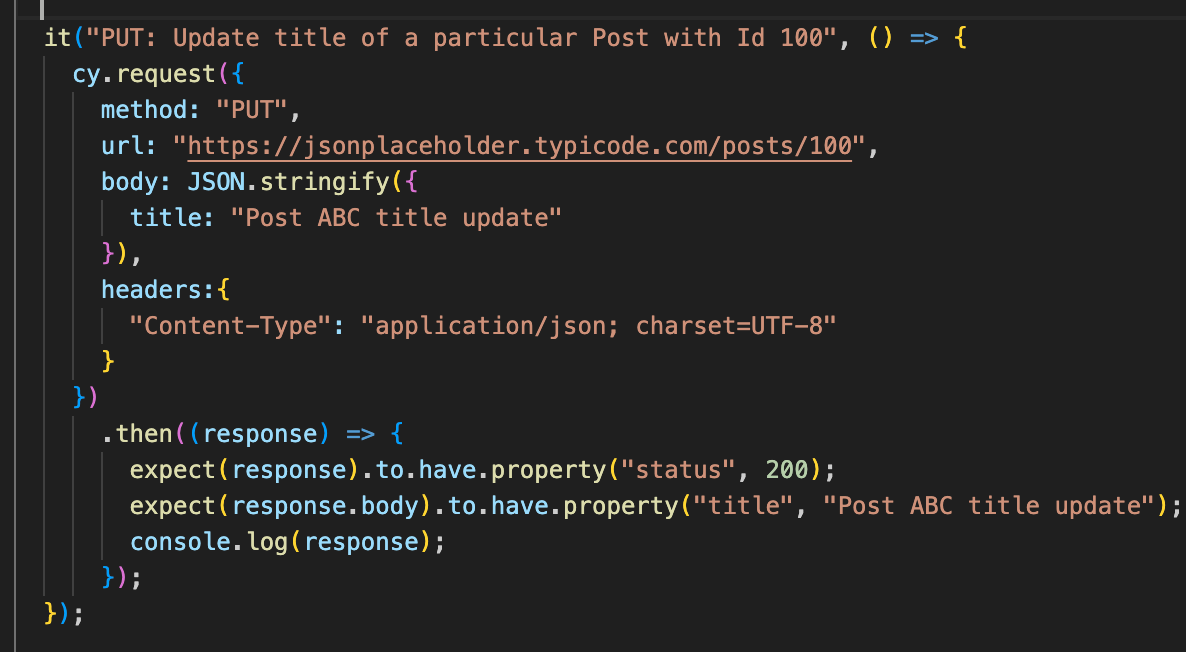 it("PUT: Update title of a particular Post with Id 100", () => {
  cy.request({
    method: "PUT",
    url: "https://jsonplaceholder.typicode.com/posts/100",
    body: JSON.stringify({
      title: "Post ABC title update"
    }),
    headers:{
      "Content-Type": "application/json; charset=UTF-8"
    }
  })
    .then((response) => {
      expect(response).to.have.property("status", 200);
      expect(response.body).to.have.property("title", "Post ABC title update");
      console.log(response);
    });
});